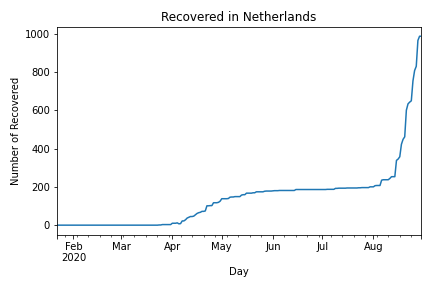 Recovered in Netherlands
Number of Recovered
1000
800
600
400
200
0
Feb
2020
Mar
Apr
May
Jun
Jul
Aug
Day